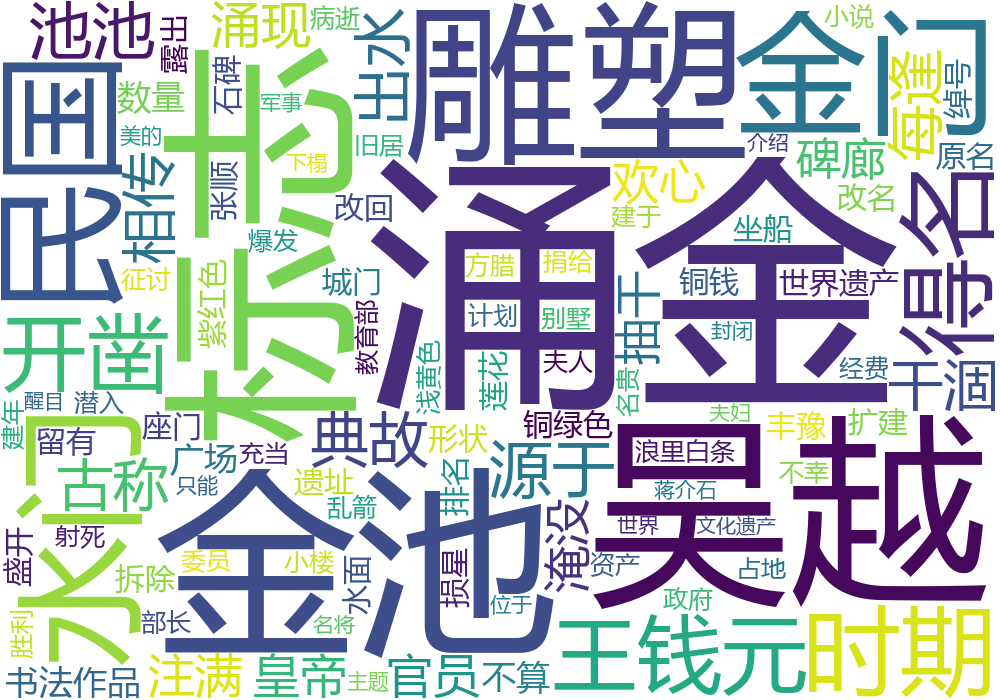 池池
露出
涌现
病逝
出水
雕塑
金门
小说
民国
数量
石碑
军事
标志
美的
旧居
下榻
介绍
每逢
绰号
相传
张顺
改回
涌金
欢心
碑廊
原名
爆发
建于
坐船
改名
得名
征讨
紫红色
城门
方腊
捐给
铜钱
世界遗产
开凿
教育部
计划
别墅
抽干
封闭
浅黄色
莲花
夫人
名贵
经费
干涸
建年
醒目
潜入
水门
座门
典故
形状
铜绿色
夫妇
丰豫
扩建
留有
广场
充当
源于
吴越
浪里白条
古称
只能
遗址
排名
不幸
蒋介石
乱箭
金池
淹没
世界
文化遗产
射死
盛开
委员
小楼
水面
损星
资产
占地
拆除
位于
政府
部长
名将
胜利
王钱元
时期
书法作品
注满
皇帝
主题
官员
不算